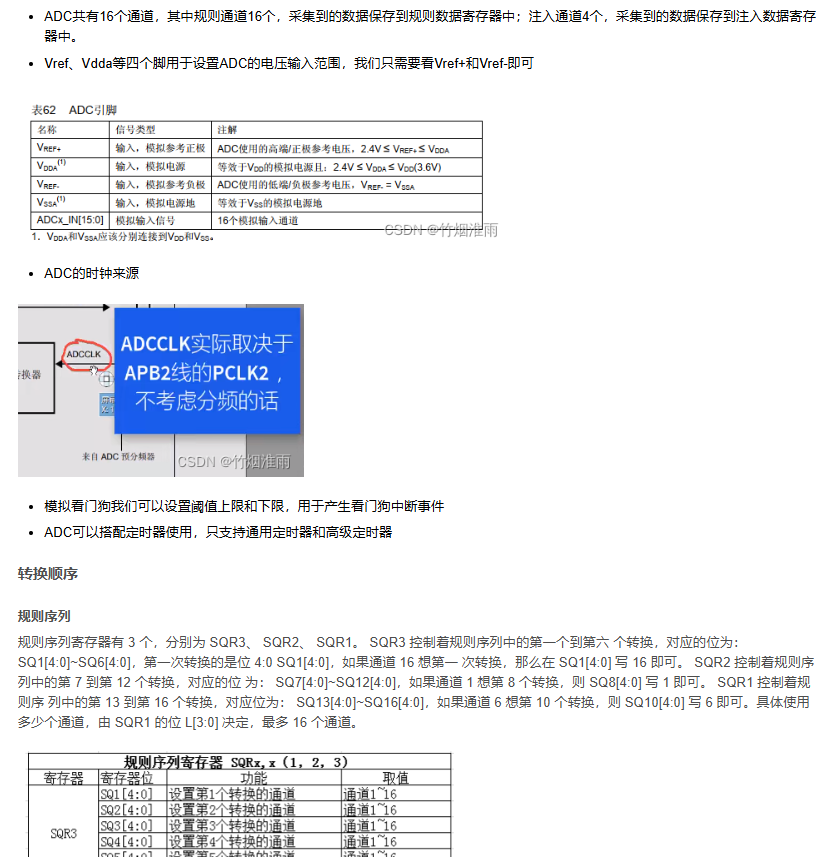 ADC共有16个通道，其中规则通道16个，采集到的数据保存到规则数据寄存器中；注入通道4个，采集到的数据保存到注入数据寄存
器中。
Vref、Vdda等四个脚用于设置ADC的电压输入范围，我们只需要看Vref+和Vref-即可
表62 ADC引脚
名称 信号类型 注解
VREF+ 输入，模拟参考正极 ADC使用的高端/正极参考电压，2.4V ≤ VREF+ ≤ VDDA
VDDA(1) 输入，模拟电源 等效于VDD的模拟电源且：2.4V ≤ VDDA ≤ VDD(3.6V)
VREF- 输入，模拟参考负极 ADC使用的低端/负极参考电压，VREF- = VSSA
VSSA(1) 输入，模拟电源地 等效于VSS的模拟电源地
ADCx_IN[15:0] 模拟输入信号 16个模拟输入通道
1. VDDA和VSSA应该分别连接到VDD和VSS。
CSDN @竹烟淮雨
ADC的时钟来源
ADCCLK
换器
ADCCLK实际取决于
APB2线的PCLK2，
不考虑分频的话
来自 ADC 预分频器
CSDN @竹烟淮雨
模拟看门狗我们可以设置阈值上限和下限，用于产生看门狗中断事件
ADC可以搭配定时器使用，只支持通用定时器和高级定时器
转换顺序
规则序列
规则序列寄存器有 3 个，分别为 SQR3、 SQR2、 SQR1。 SQR3 控制着规则序列中的第一个到第六 个转换，对应的位为：
SQ1[4:0]~SQ6[4:0]，第一次转换的是位 4:0 SQ1[4:0]，如果通道 16 想第一 次转换，那么在 SQ1[4:0] 写 16 即可。 SQR2 控制着规则序
列中的第 7 到第 12 个转换，对应的位 为： SQ7[4:0]~SQ12[4:0]，如果通道 1 想第 8 个转换，则 SQ8[4:0] 写 1 即可。 SQR1 控制着规
则序 列中的第 13 到第 16 个转换，对应位为： SQ13[4:0]~SQ16[4:0]，如果通道 6 想第 10 个转换，则 SQ10[4:0] 写 6 即可。具体使用
多少个通道，由 SQR1 的位 L[3:0] 决定，最多 16 个通道。
规则序列寄存器 SQRx,x（1，2，3）
寄存器 寄存器位 功能 取值
SQ1[4:0] 设置第1个转换的通道 通道1~16
SQ2[4:0] 设置第2个转换的通道 通道1~16
SQR3 SQ3[4:0] 设置第3个转换的通道 通道1~16
SQ4[4:0] 设置第4个转换的通道 通道1~16
SQ5[4:0] 设置第5个转换的通道 通道1~16